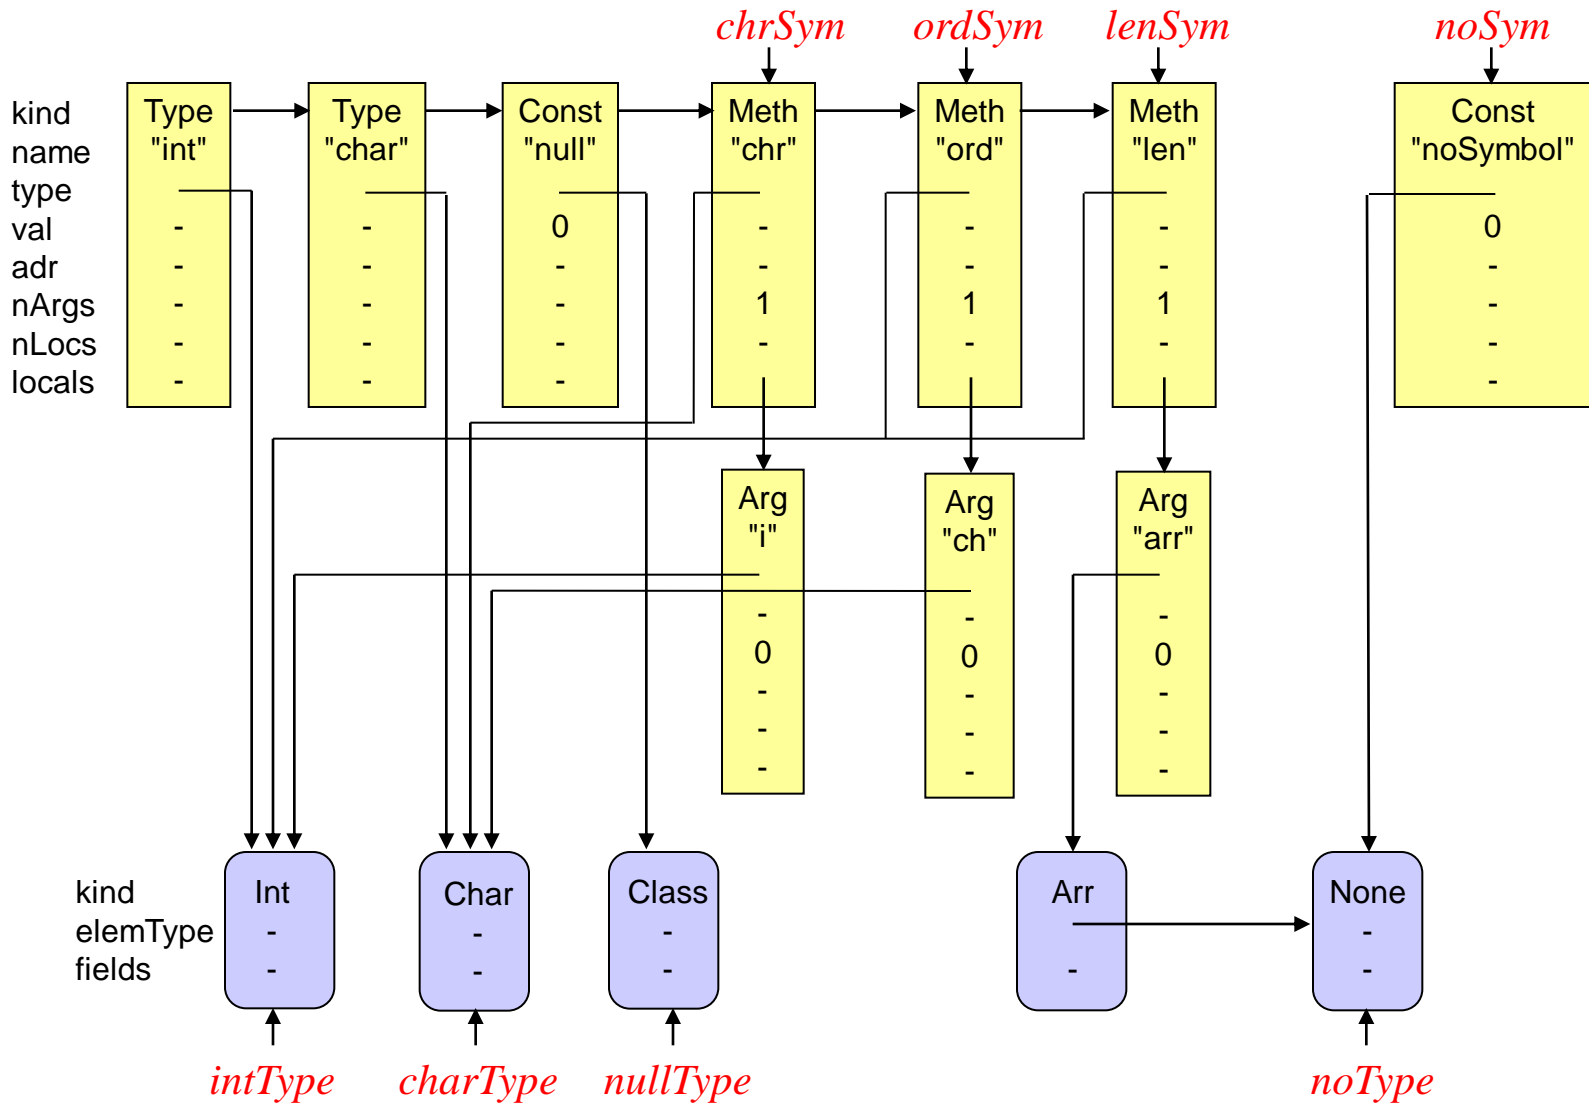 chrSym ordSym lenSym noSym
kind Type Type Const Meth Meth Meth Const
name "int" "char" "null" "chr" "ord" "len" "noSymbol"
type
val - - 0 - - - 0
adr - - - - - - -
nArgs - - - 1 1 1 -
nLocs - - - - - - -
locals - - - -
Arg Arg Arg
"i" "ch" "arr"
- - -
0 0 0
- - -
- - -
- - -
kind Int Char Class Arr None
elemType - - - -
fields - - - - -
intType charType nullType noType